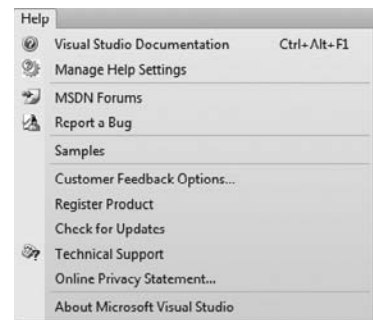 Help
Visual Studio Documentation Ctrl+Alt+F1
Manage Help Settings
MSDN Forums
Report a Bug
Samples
Customer Feedback Options...
Register Product
Check for Updates
Technical Support
Online Privacy Statement...
About Microsoft Visual Studio